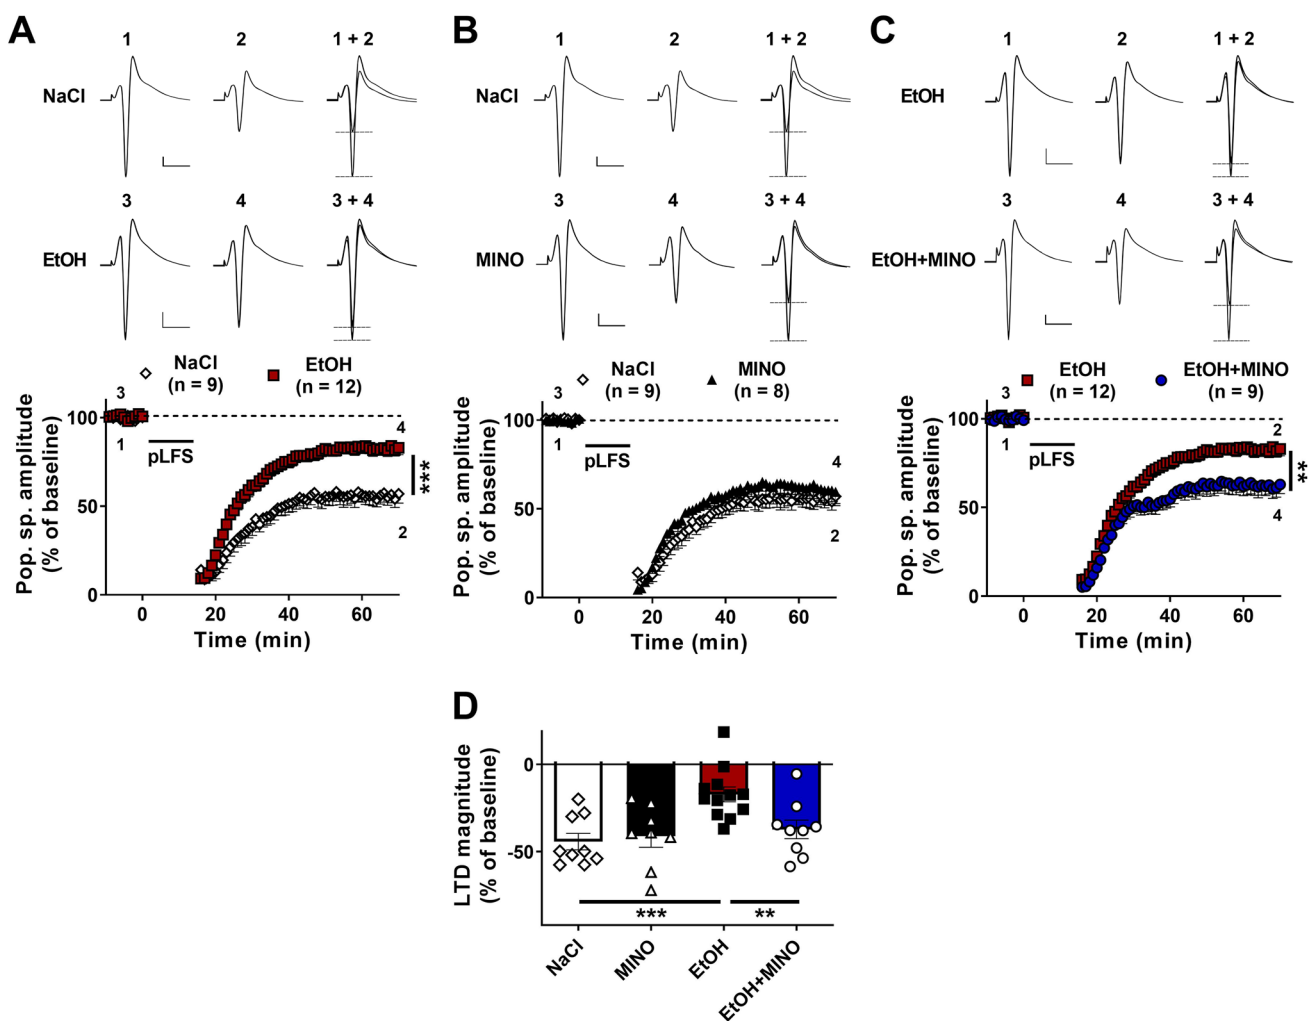 A
1 2 1 + 2
NaCl
3 4 3 + 4
EtOH
NaCl
(n = 9)
EtOH
(n = 12)
Pop. sp. amplitude
(% of baseline)
100
50
0
3
1
pLFS
4
2
***
0 20 40 60
Time (min)
B
1 2 1 + 2
NaCl
3 4 3 + 4
MINO
NaCl
(n = 9)
MINO
(n = 8)
Pop. sp. amplitude
(% of baseline)
100
50
0
3
1
pLFS
4
2
0 20 40 60
Time (min)
C
1 2 1 + 2
EtOH
3 4 3 + 4
EtOH+MINO
EtOH
(n = 12)
EtOH+MINO
(n = 9)
Pop. sp. amplitude
(% of baseline)
100
50
0
3
1
pLFS
2
4
**
0 20 40 60
Time (min)
D
LTD magnitude
(% of baseline)
0
-50
***
**
NaCl
MINO
EtOH
EtOH+MINO